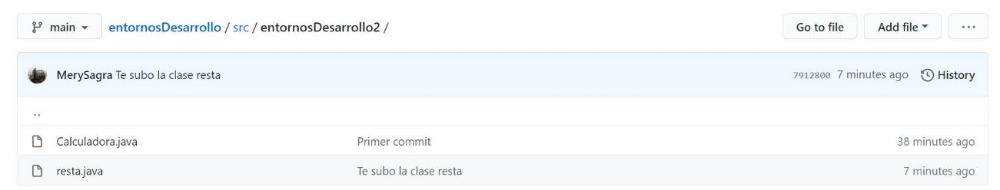 main entornosDesarrollo / src / entornosDesarrollo2 / Go to file Add file ...
MerySagra Te subo la clase resta 7912800 7 minutes ago History
..
Calculadora.java Primer commit 38 minutes ago
resta.java Te subo la clase resta 7 minutes ago